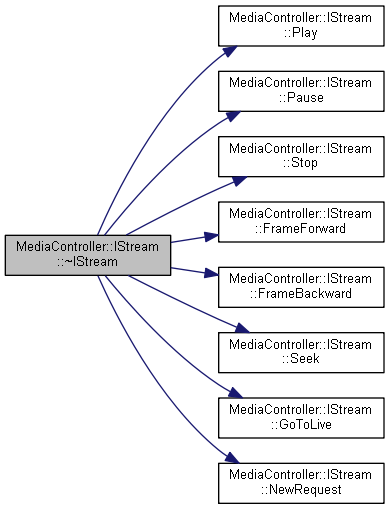 MediaController::IStream
::Play
MediaController::IStream
::Pause
MediaController::IStream
::Stop
MediaController::IStream
::FrameForward
MediaController::IStream
::~IStream
MediaController::IStream
::FrameBackward
MediaController::IStream
::Seek
MediaController::IStream
::GoToLive
MediaController::IStream
::NewRequest